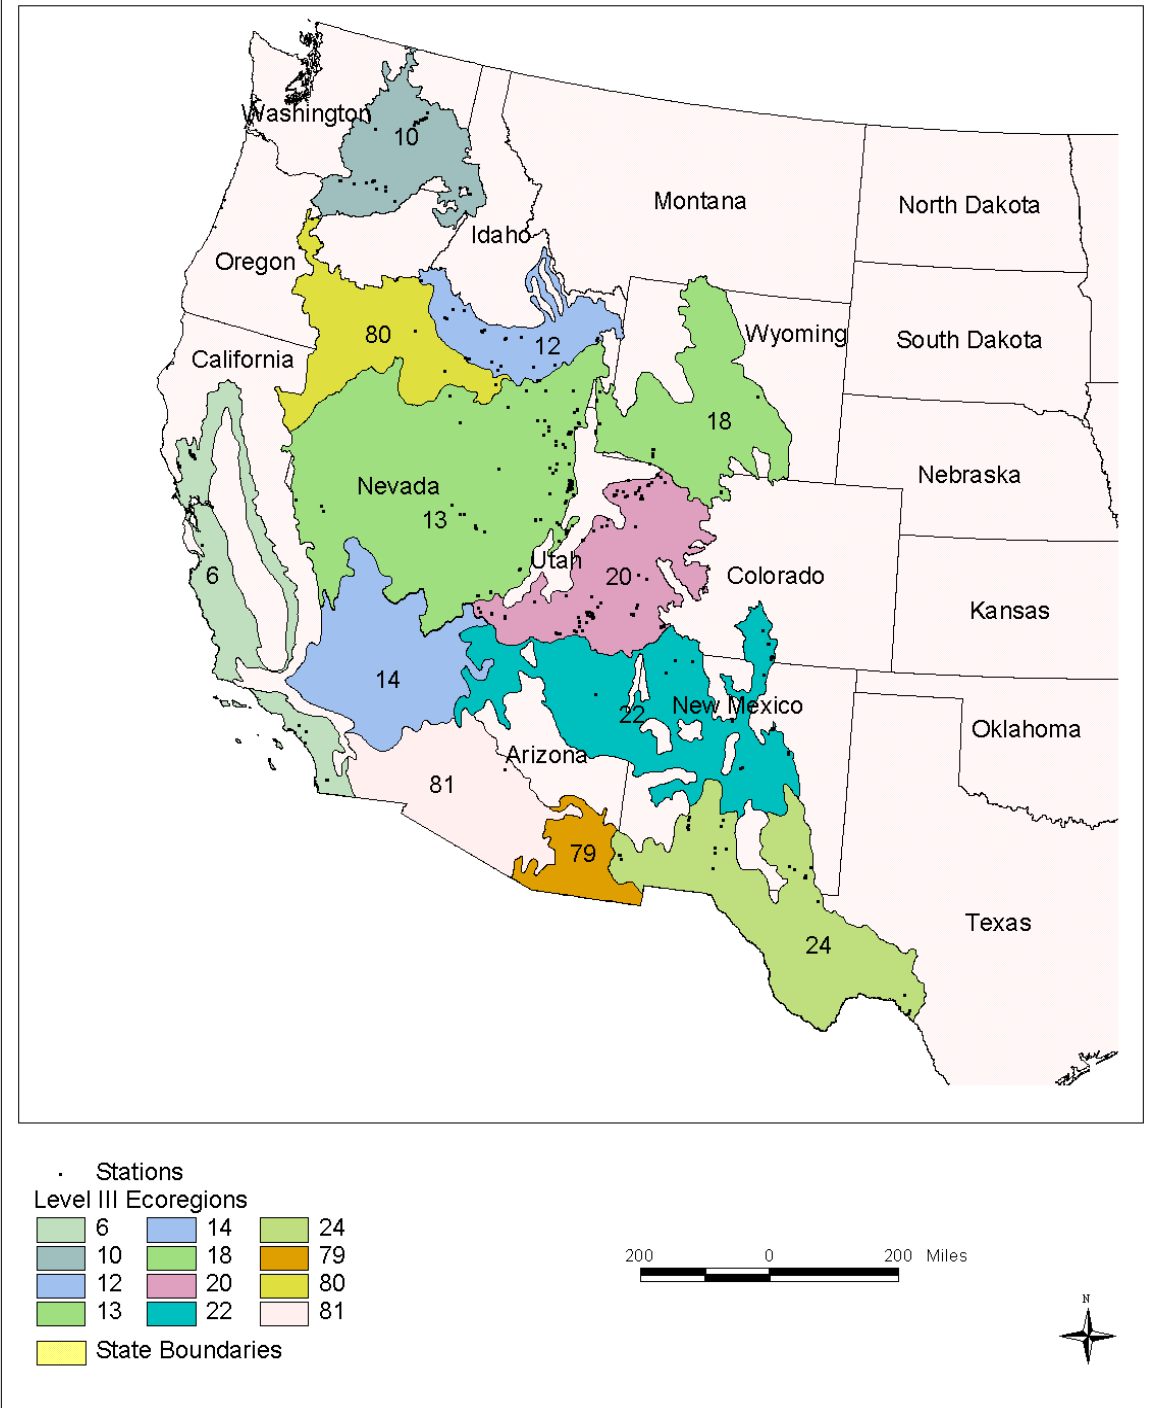 Washington
10
Montana
North Dakota
Idaho
Oregon
80
12
Wyoming
South Dakota
California
18
Nebraska
Nevada
13
Utah
20
Colorado
6
Kansas
14
22
New Mexico
Oklahoma
Arizona
81
79
Texas
24
Stations
Level III Ecoregions
6 14 24
10 18 79
12 20 80
13 22 81
State Boundaries
200 0 200 Miles
N